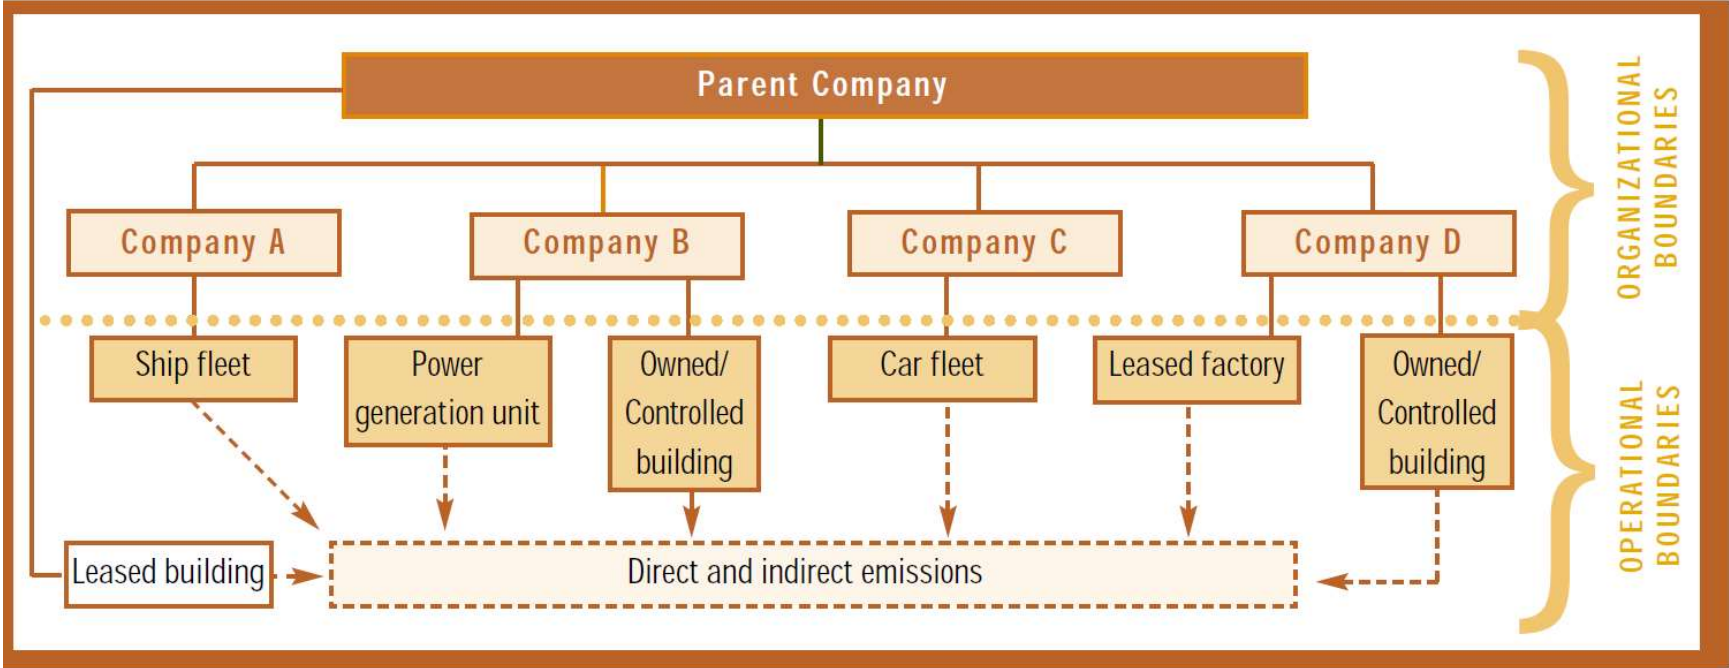 Parent Company
Company A
Company B
Company C
Company D
Ship fleet
Power
generation unit
Owned/
Controlled
building
Car fleet
Leased factory
Owned/
Controlled
building
Leased building
Direct and indirect emissions
ORGANIZATIONAL
BOUNDARIES
OPERATIONAL
BOUNDARIES